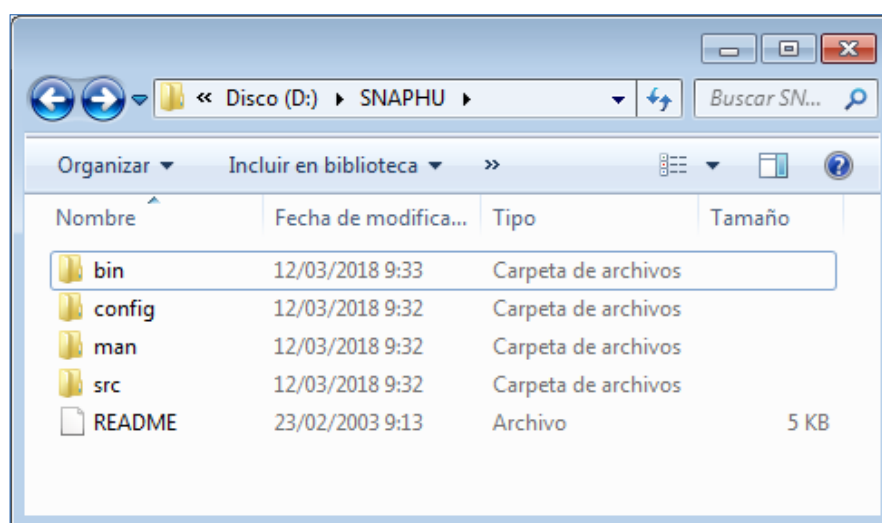 « Disco (D:) ▸ SNAPHU ▸ Buscar SN...
Organizar Incluir en biblioteca »
Nombre Fecha de modifica... Tipo Tamaño
bin 12/03/2018 9:33 Carpeta de archivos
config 12/03/2018 9:32 Carpeta de archivos
man 12/03/2018 9:32 Carpeta de archivos
src 12/03/2018 9:32 Carpeta de archivos
README 23/02/2003 9:13 Archivo 5 KB